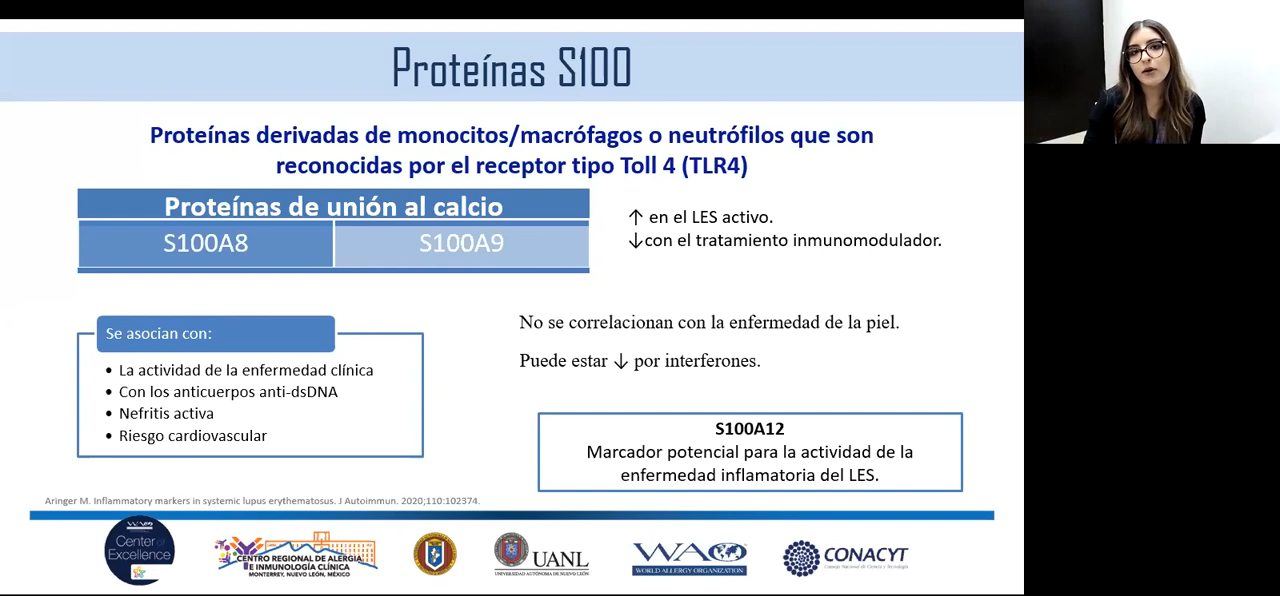 Proteínas S100
Proteínas derivadas de monocitos/macrófagos o neutrófilos que son
reconocidas por el receptor tipo Toll 4 (TLR4)
Proteínas de unión al calcio
S100A8
S100A9
↑ en el LES activo.
↓con el tratamiento inmunomodulador.
Se asocian con:
• La actividad de la enfermedad clínica
• Con los anticuerpos anti-dsDNA
• Nefritis activa
• Riesgo cardiovascular
No se correlacionan con la enfermedad de la piel.
Puede estar ↓ por interferones.
S100A12
Marcador potencial para la actividad de la
enfermedad inflamatoria del LES.
Aringer M. Inflammatory markers in systemic lupus erythematosus. J Autoimmun. 2020;110:102374.
WAO
Center of
Excellence
CENTRO REGIONAL DE ALERGIA
E INMUNOLOGÍA CLÍNICA
MONTERREY, NUEVO LEÓN, MÉXICO
UANL
UNIVERSIDAD AUTÓNOMA DE NUEVO LEÓN
WAO
WORLD ALLERGY ORGANIZATION
CONACYT
Consejo Nacional de Ciencia y Tecnología